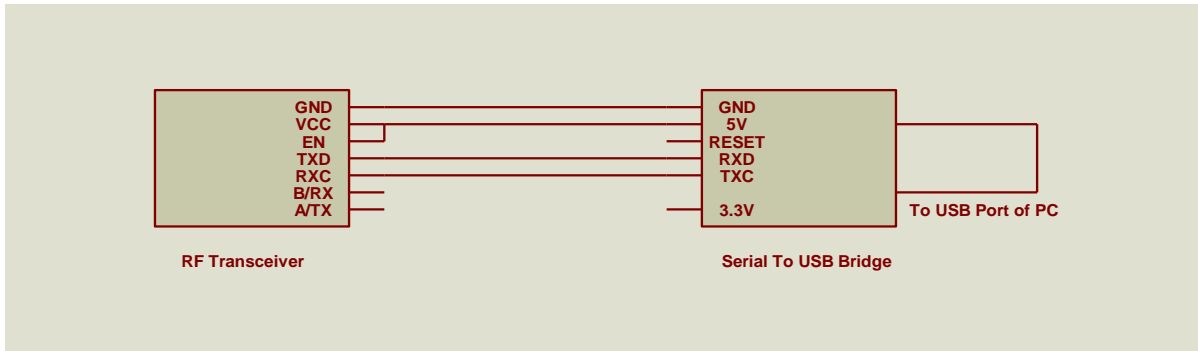 GND
VCC
EN
TXD
RXC
B/RX
A/TX
RF Transceiver
GND
5V
RESET
RXD
TXC
3.3V
Serial To USB Bridge
To USB Port of PC